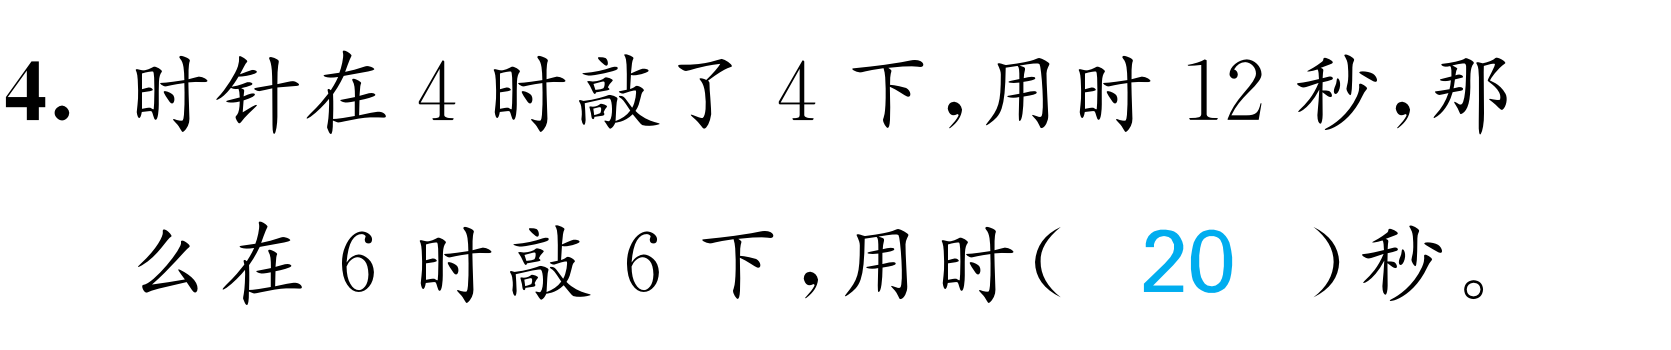 4. 时针在 4 时敲了 4 下,用时 12 秒,那
么在 6 时敲 6 下,用时( 20 )秒。